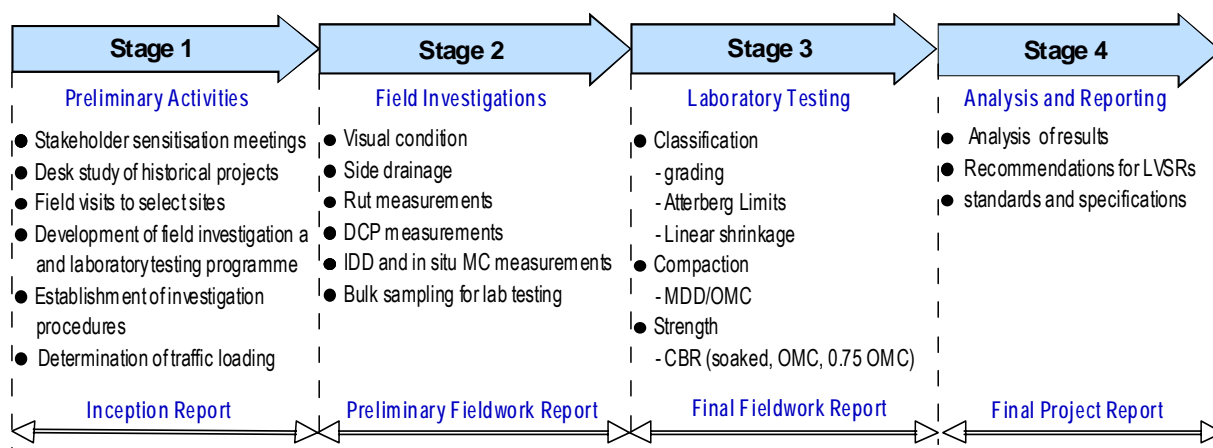 Stage 1
Preliminary Activities
● Stakeholder sensitisation meetings
● Desk study of historical projects
● Field visits to select sites
● Development of field investigation a
and laboratory testing programme
● Establishment of investigation
procedures
● Determination of traffic loading
Inception Report
Stage 2
Field Investigations
● Visual condition
● Side drainage
● Rut measurements
● DCP measurements
● IDD and in situ MC measurements
● Bulk sampling for lab testing
Preliminary Fieldwork Report
Stage 3
Laboratory Testing
● Classification
- grading
- Atterberg Limits
- Linear shrinkage
● Compaction
- MDD/OMC
● Strength
- CBR (soaked, OMC, 0.75 OMC)
Final Fieldwork Report
Stage 4
Analysis and Reporting
● Analysis of results
● Recommendations for LVSRs
● standards and specifications
Final Project Report